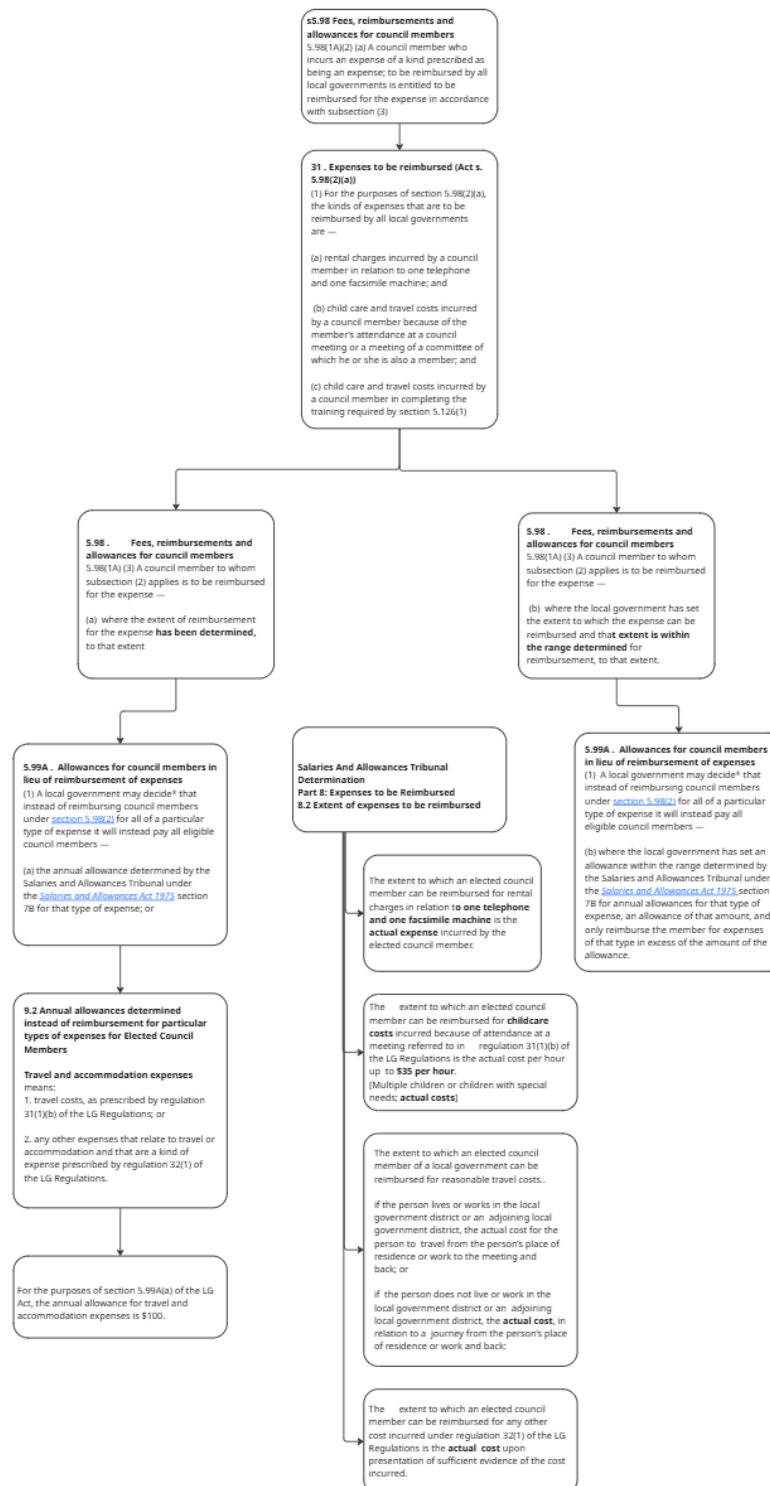 s5.98 Fees, reimbursements and
allowances for council members
5.98(1A)(2) (a) A council member who
incurs an expense of a kind prescribed as
being an expense; to be reimbursed by all
local governments is entitled to be
reimbursed for the expense in accordance
with subsection (3)
31 . Expenses to be reimbursed (Act s.
5.98(2)(a))
(1) For the purposes of section 5.98(2)(a),
the kinds of expenses that are to be
reimbursed by all local governments
are —
(a) rental charges incurred by a council
member in relation to one telephone
and one facsimile machine; and
(b) child care and travel costs incurred
by a council member because of the
member's attendance at a council
meeting or a meeting of a committee of
which he or she is also a member; and
(c) child care and travel costs incurred by
a council member in completing the
training required by section 5.126(1)
5.98 . Fees, reimbursements and
allowances for council members
5.98(1A) (3) A council member to whom
subsection (2) applies is to be reimbursed
for the expense —
(a) where the extent of reimbursement
for the expense has been determined,
to that extent
5.98 . Fees, reimbursements and
allowances for council members
5.98(1A) (3) A council member to whom
subsection (2) applies is to be reimbursed
for the expense —
(b) where the local government has set
the extent to which the expense can be
reimbursed and that extent is within
the range determined for
reimbursement, to that extent.
5.99A . Allowances for council members in
lieu of reimbursement of expenses
(1) A local government may decide* that
instead of reimbursing council members
under section 5.98(2) for all of a particular
type of expense it will instead pay all eligible
council members —
(a) the annual allowance determined by the
Salaries and Allowances Tribunal under
the Salaries and Allowances Act 1975 section
7B for that type of expense; or
9.2 Annual allowances determined
instead of reimbursement for particular
types of expenses for Elected Council
Members
Travel and accommodation expenses
means:
1. travel costs, as prescribed by regulation
31(1)(b) of the LG Regulations; or
2. any other expenses that relate to travel or
accommodation and that are a kind of
expense prescribed by regulation 32(1) of
the LG Regulations.
For the purposes of section 5.99A(a) of the LG
Act, the annual allowance for travel and
accommodation expenses is $100.
Salaries And Allowances Tribunal
Determination
Part 8: Expenses to be Reimbursed
8.2 Extent of expenses to be reimbursed
The extent to which an elected council
member can be reimbursed for rental
charges in relation to one telephone
and one facsimile machine is the
actual expense incurred by the
elected council member.
The extent to which an elected council
member can be reimbursed for childcare
costs incurred because of attendance at a
meeting referred to in regulation 31(1)(b) of
the LG Regulations is the actual cost per hour
up to $35 per hour.
[Multiple children or children with special
needs; actual costs]
The extent to which an elected council
member of a local government can be
reimbursed for reasonable travel costs..
if the person lives or works in the local
government district or an adjoining local
government district, the actual cost for the
person to travel from the person's place of
residence or work to the meeting and
back; or
if the person does not live or work in the
local government district or an adjoining
local government district, the actual cost, in
relation to a journey from the person's place
of residence or work and back:
The extent to which an elected council
member can be reimbursed for any other
cost incurred under regulation 32(1) of the LG
Regulations is the actual cost upon
presentation of sufficient evidence of the cost
incurred.
5.99A . Allowances for council members
in lieu of reimbursement of expenses
(1) A local government may decide* that
instead of reimbursing council members
under section 5.98(2) for all of a particular
type of expense it will instead pay all
eligible council members —
(b) where the local government has set an
allowance within the range determined by
the Salaries and Allowances Tribunal under
the Salaries and Allowances Act 1975 section
7B for annual allowances for that type of
expense, an allowance of that amount, and
only reimburse the member for expenses
of that type in excess of the amount of the
allowance.